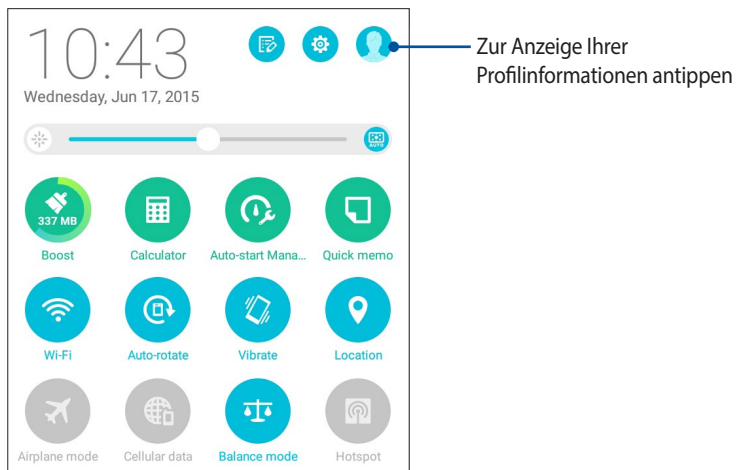 10:43
Wednesday, Jun 17, 2015
Zur Anzeige Ihrer
Profilinformationen antippen
AUTO
337 MB
Boost
Calculator
Auto-start Mana...
Quick memo
Wi-Fi
Auto-rotate
Vibrate
Location
Airplane mode
Cellular data
Balance mode
Hotspot